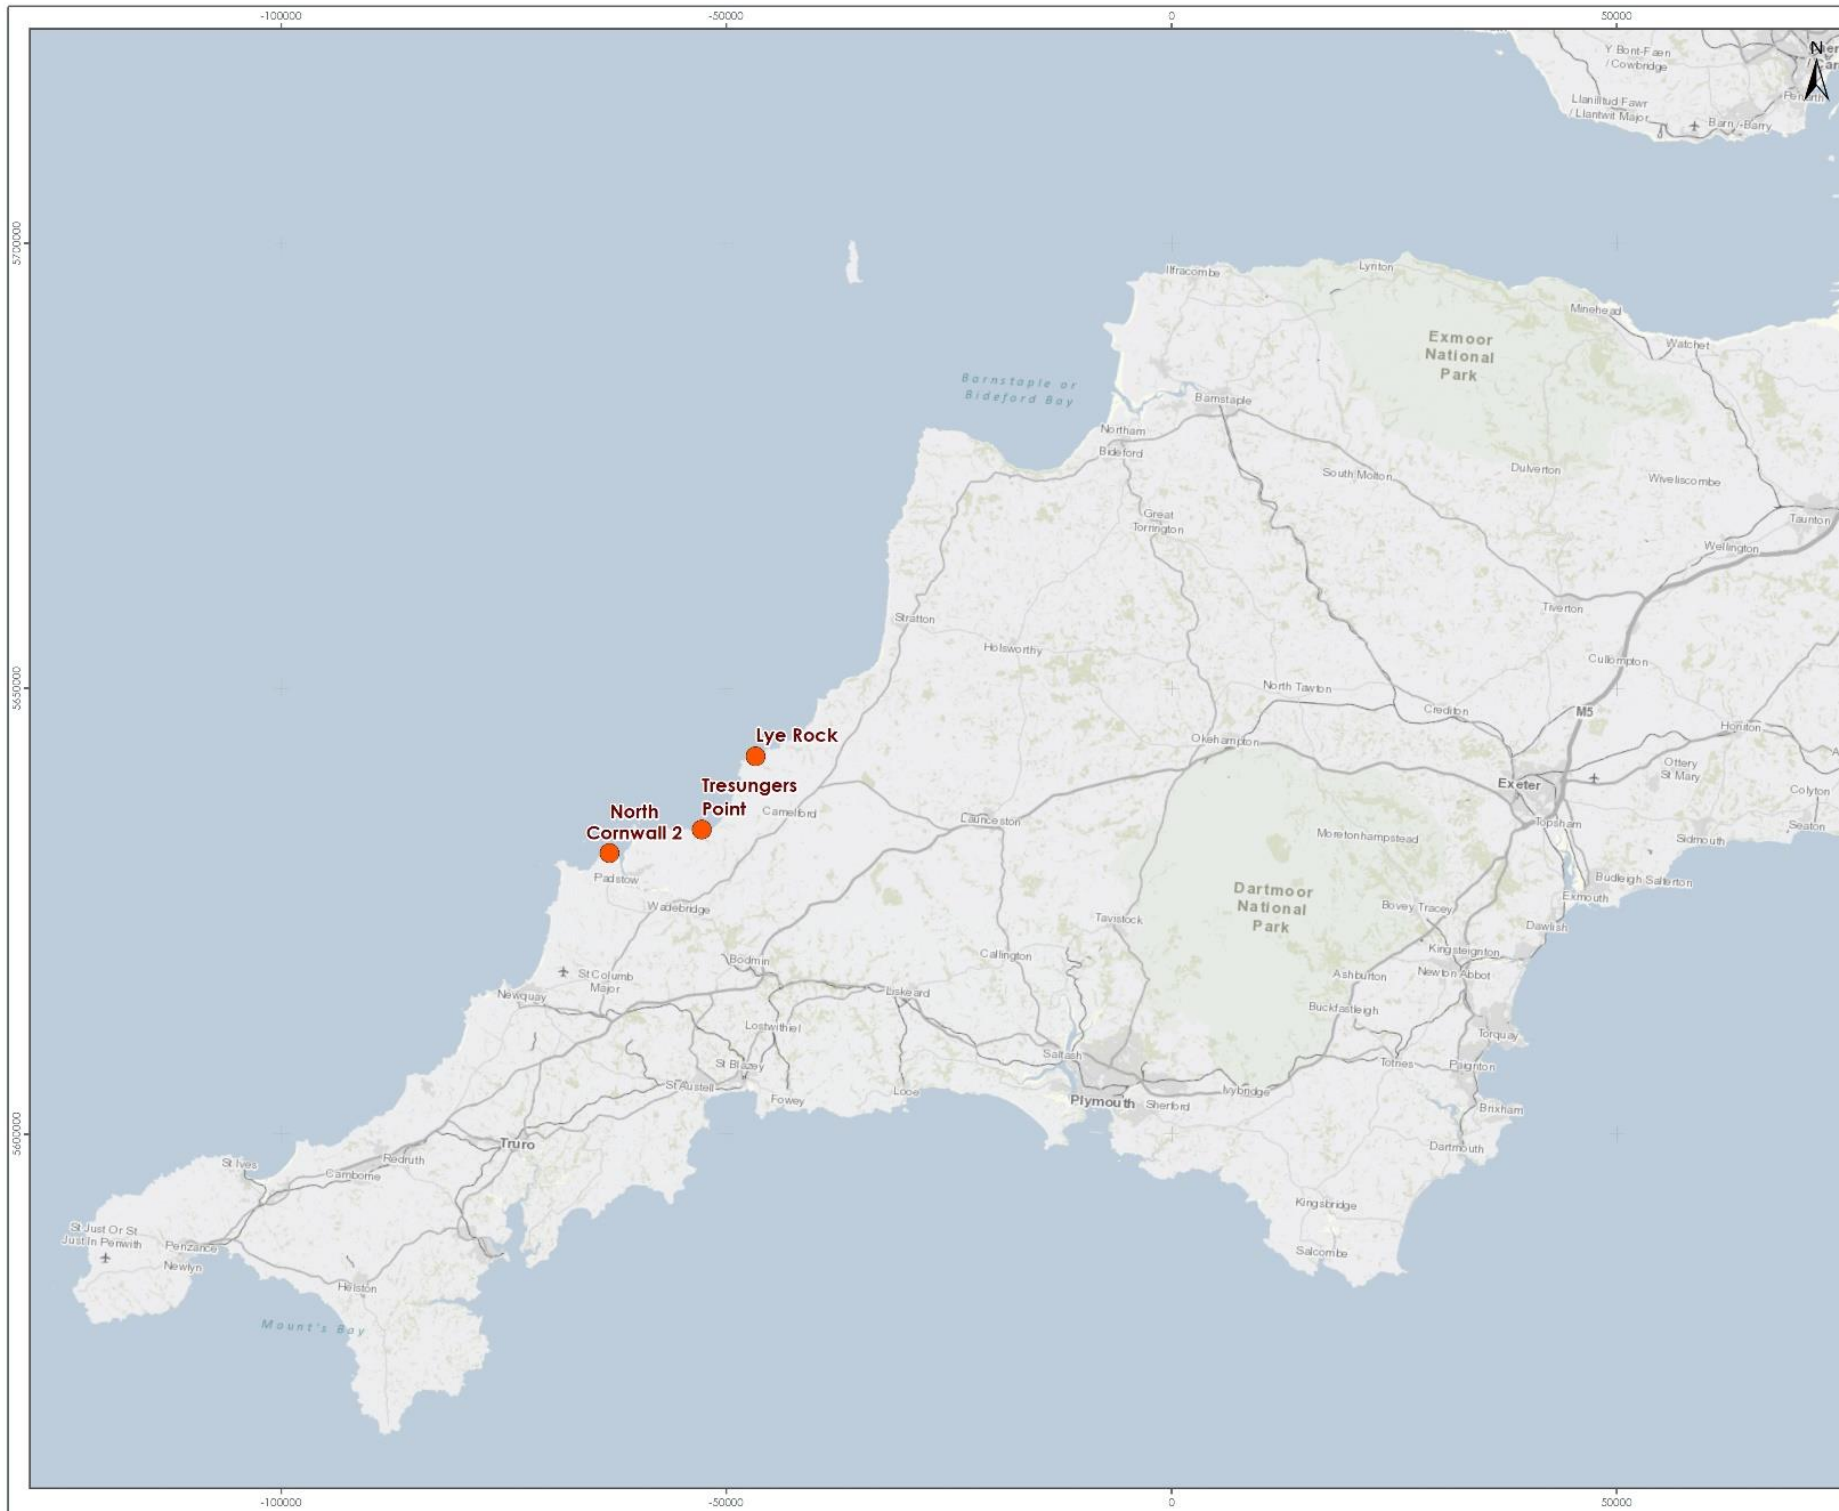 -100000
-50000
0
50000
Y Bont-Faen
/Cowbridge
N
Llanilltud Fawr
/ Llantwit Major
Penarth
5700000
Ilfracombe
Lynton
Minehead
Watchet
Exmoor
National
Park
Barnstaple or
Bideford Bay
Barnstaple
Northam
Bideford
South Molton
Dulverton
Wiveliscombe
Great
Torrington
Taunton
Wellington
Stratton
Tiverton
Holsworthy
Cullompton
5650000
North Tawton
Crediton
M5
Honiton
Lye Rock
Okehampton
Ottery
St Mary
Exeter
Tresungers
Point
Colyton
North
Cornwall 2
Camelford
Launceston
Topsham
Seaton
Moretonhampstead
Sidmouth
Padstow
Budleigh Salterton
Dartmoor
National
Park
Exmouth
Wadebridge
Bovey Tracey
Tavistock
Dawlish
Kingsteignton
Callington
Bodmin
St Columb
Major
Ashburton
Newton Abbot
Newquay
Liskeard
Buckfastleigh
Lostwithiel
Torquay
Saltash
St Blazey
Totnes
Paignton
St Austell
Looe
Ivybridge
Fowey
Plymouth
Sherford
Brixham
5600000
Truro
Dartmouth
St Ives
Redruth
Camborne
Kingsbridge
St Just Or St
Just In Penwith
Penzance
Salcombe
Newlyn
Helston
Mount's Bay
-100000
-50000
0
50000